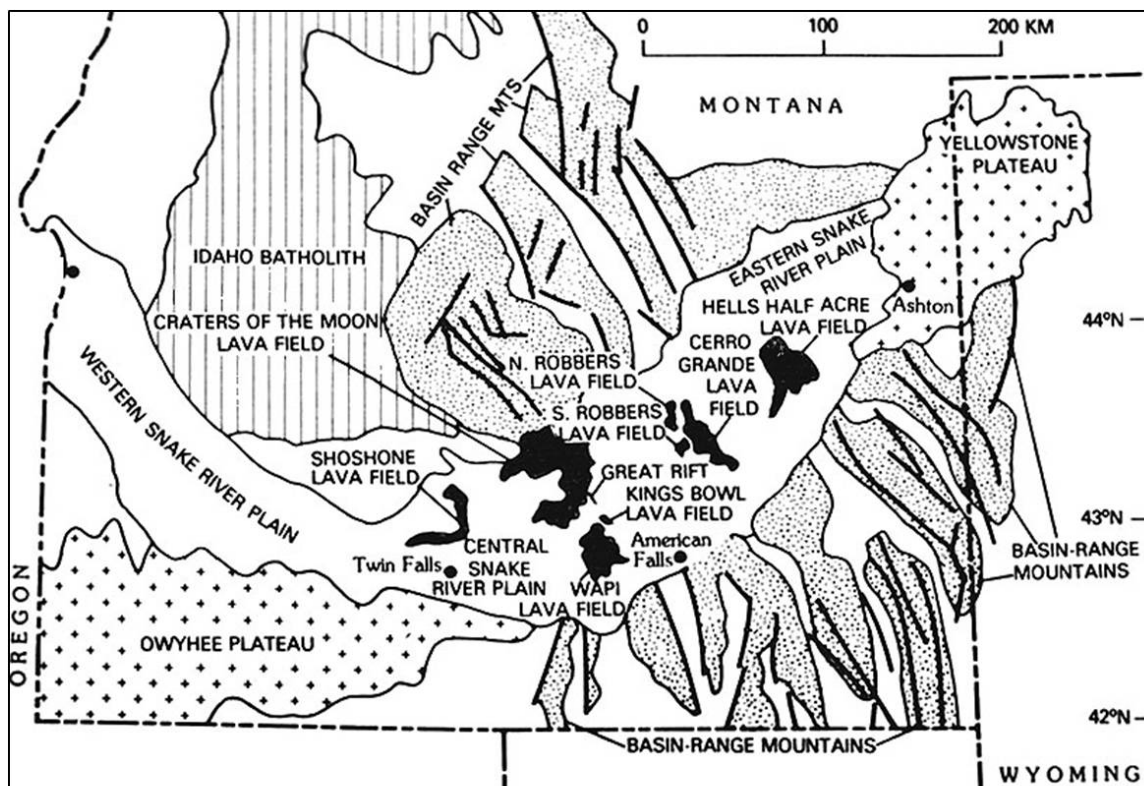 0 100 200 KM
MONTANA
BASIN RANGE MTS.
YELLOWSTONE
PLATEAU
IDAHO BATHOLITH
EASTERN SNAKE
RIVER PLAIN
Ashton
HELLS HALF ACRE
LAVA FIELD
CRATERS OF THE MOON
LAVA FIELD
44°N
CERRO
GRANDE
LAVA
FIELD
N. ROBBERS
LAVA FIELD
S. ROBBERS
LAVA FIELD
WESTERN SNAKE RIVER PLAIN
SHOSHONE
LAVA FIELD
GREAT RIFT
KINGS BOWL
LAVA FIELD
43°N
BASIN-RANGE
MOUNTAINS
American
Falls
Twin Falls
CENTRAL
SNAKE
RIVER PLAIN
WAPI
LAVA FIELD
OREGON
OWYHEE PLATEAU
42°N
BASIN-RANGE MOUNTAINS
WYOMING